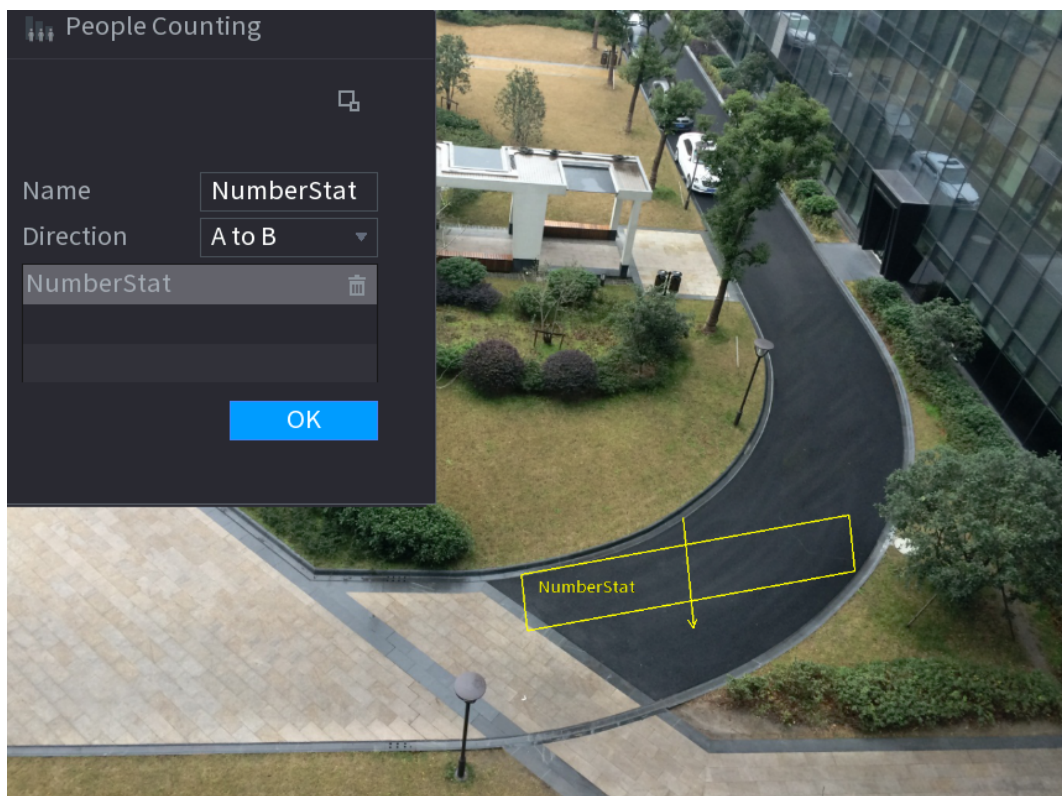 People Counting
Name NumberStat
Direction A to B
NumberStat
OK
NumberStat